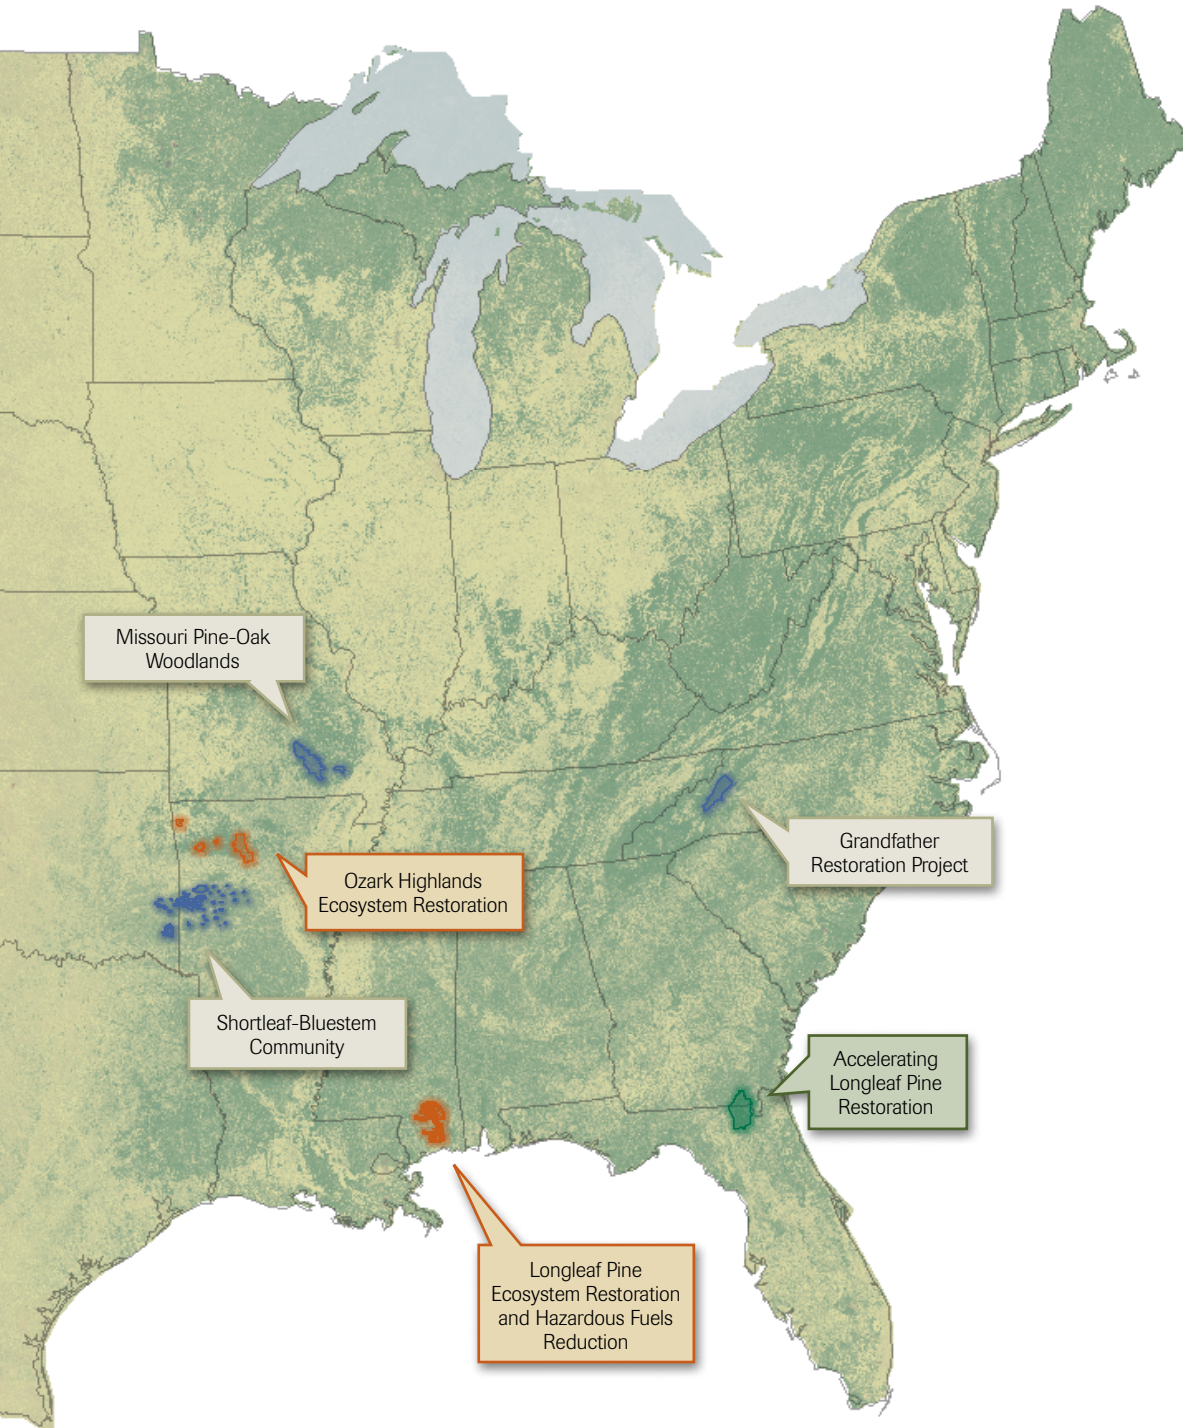 Missouri Pine-Oak
Woodlands
Grandfather
Restoration Project
Ozark Highlands
Ecosystem Restoration
Shortleaf-Bluestem
Community
Accelerating
Longleaf Pine
Restoration
Longleaf Pine
Ecosystem Restoration
and Hazardous Fuels
Reduction